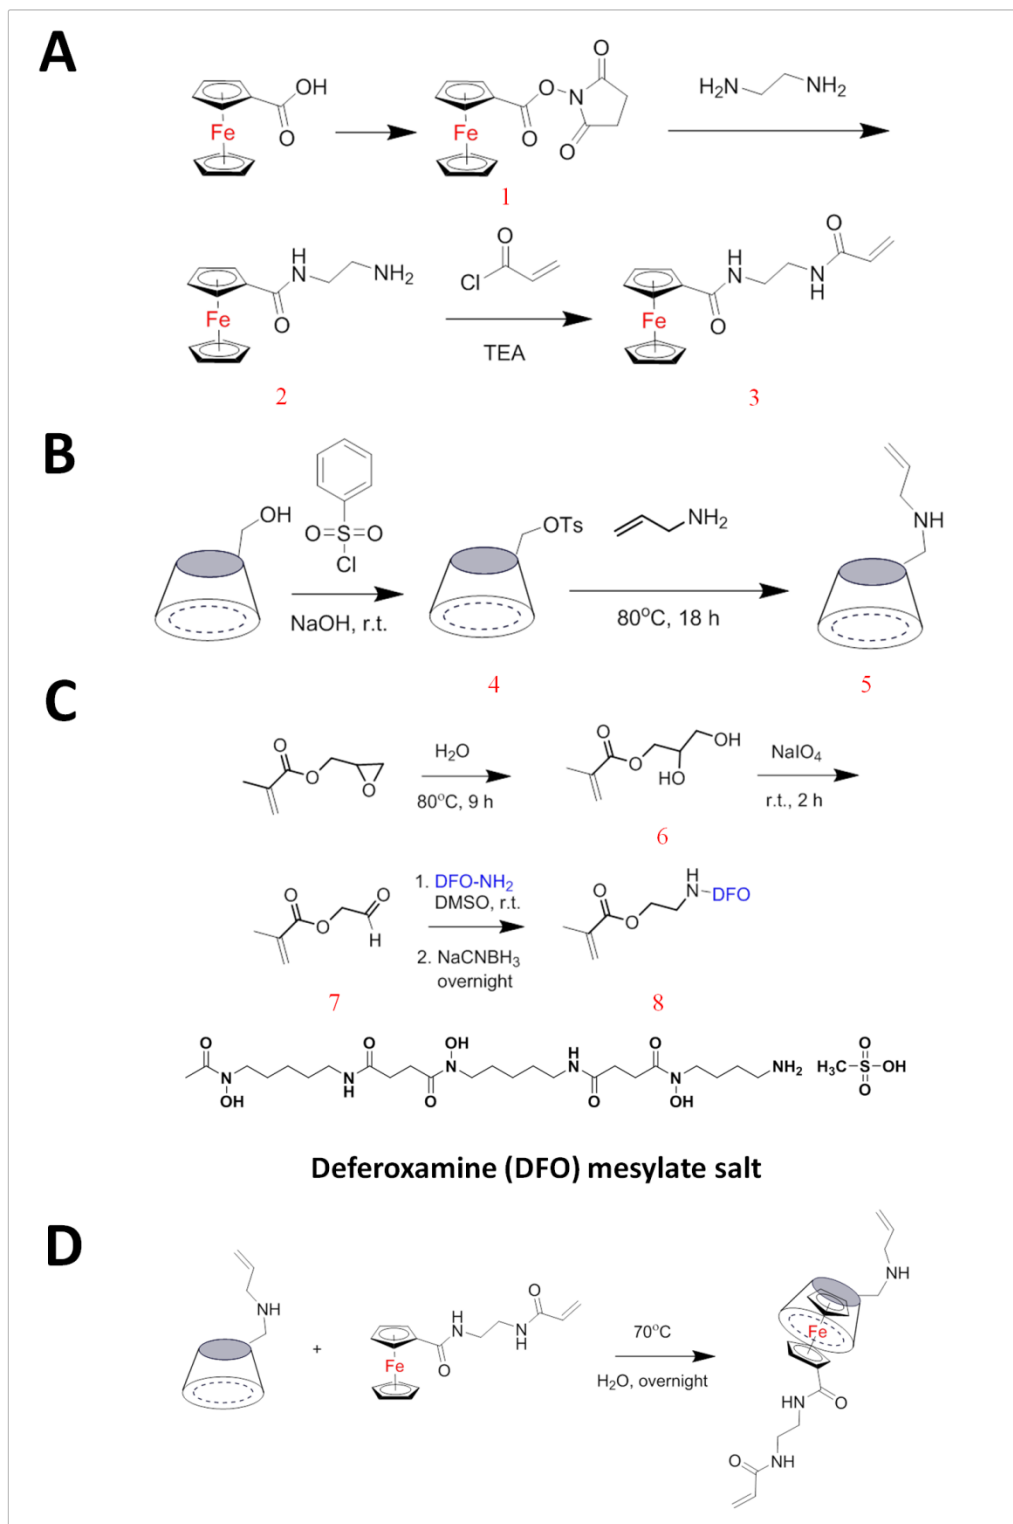 A
OH
O
Fe
O
O
N
O
O
Fe
1
H₂N
NH₂
H
N
NH₂
O
Fe
2
O
Cl
TEA
O
H
N
N
H
O
Fe
3
B
OH
O=S=O
Cl
NaOH, r.t.
OTs
4
NH₂
80°C, 18 h
NH
5
C
O
O
O
H₂O
80°C, 9 h
O
O
OH
HO
6
NaIO₄
r.t., 2 h
O
O
O
H
7
1. DFO-NH₂
DMSO, r.t.
2. NaCNBH₃
overnight
O
O
H
N-DFO
8
O
N
OH
N
H
O
O
OH
N
H
N
O
O
N
OH
NH₂
O
H₃C-S-OH
O
Deferoxamine (DFO) mesylate salt
D
NH
+
O
H
N
N
H
O
Fe
70°C
H₂O, overnight
NH
Fe
NH
O
O
NH